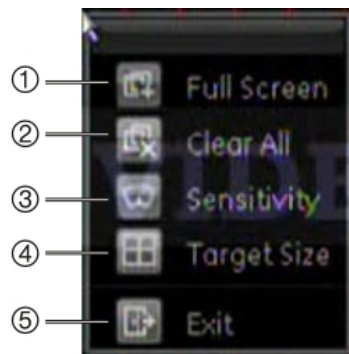 ① Full Screen
② Clear All
③ Sensitivity
④ Target Size
⑤ Exit